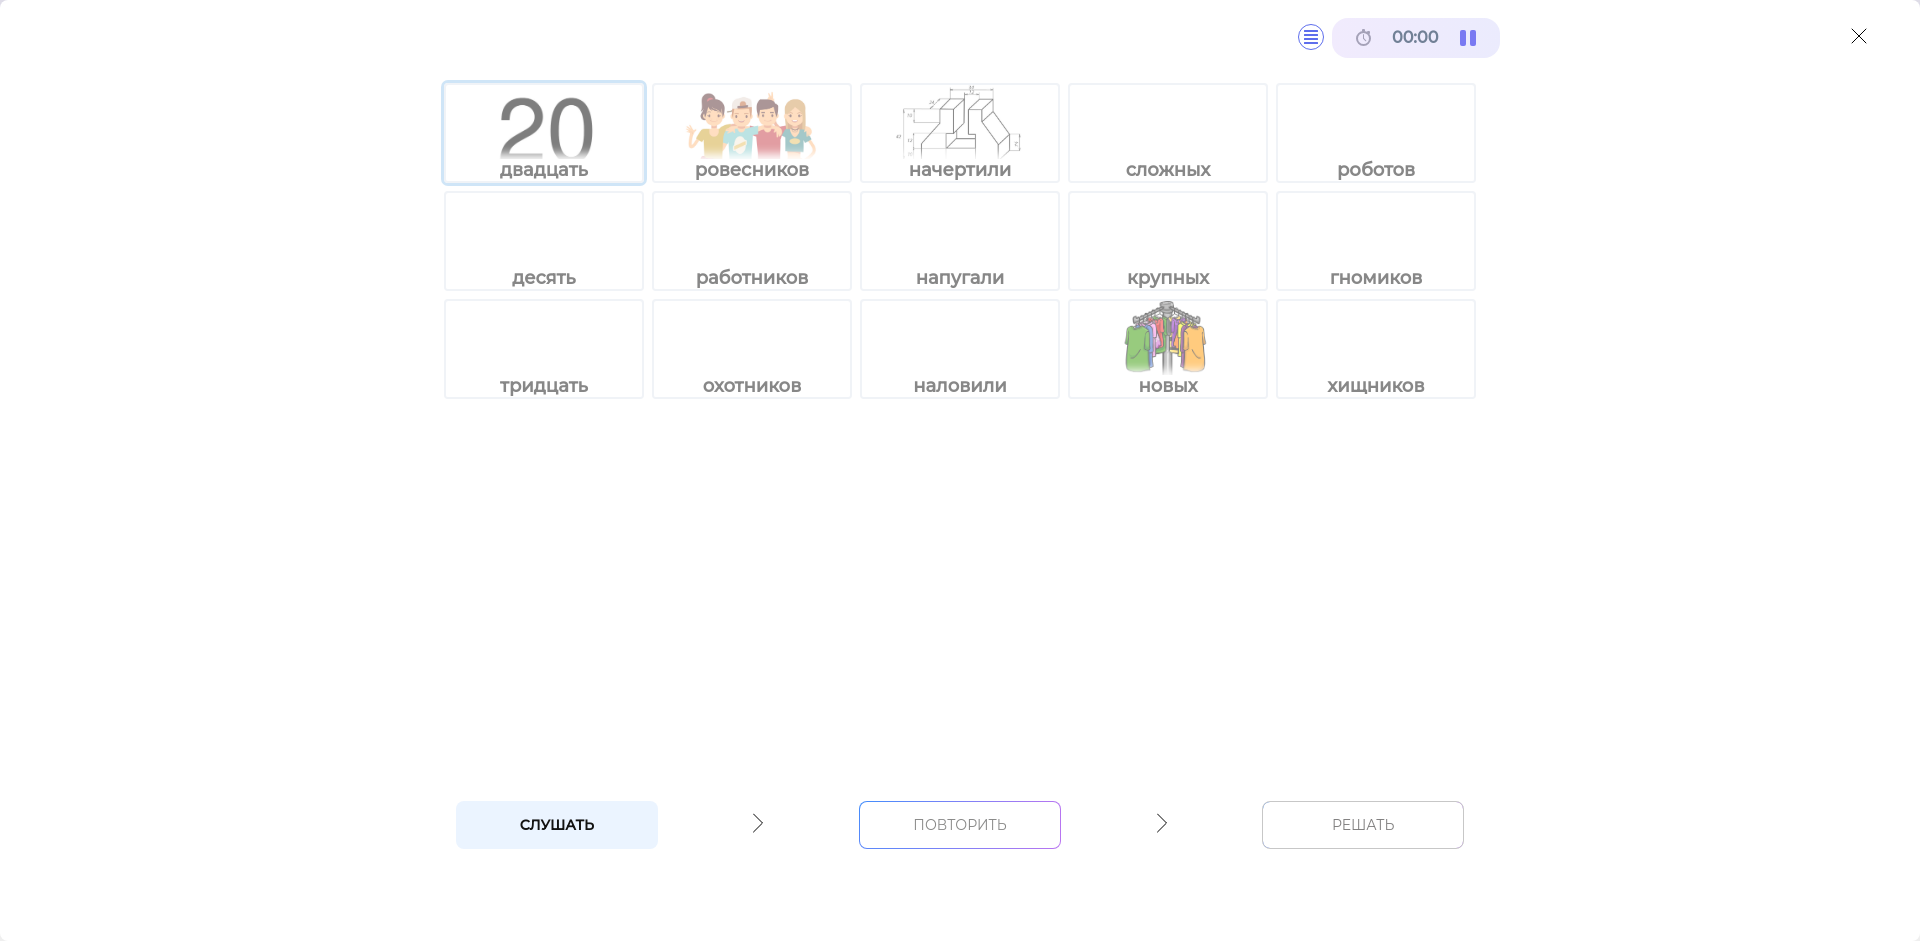 00:00
20
двадцать ровесников начертили сложных роботов
десять работников напугали крупных гномиков
тридцать охотников наловили новых хищников
СЛУШАТЬ ПОВТОРИТЬ РЕШАТЬ